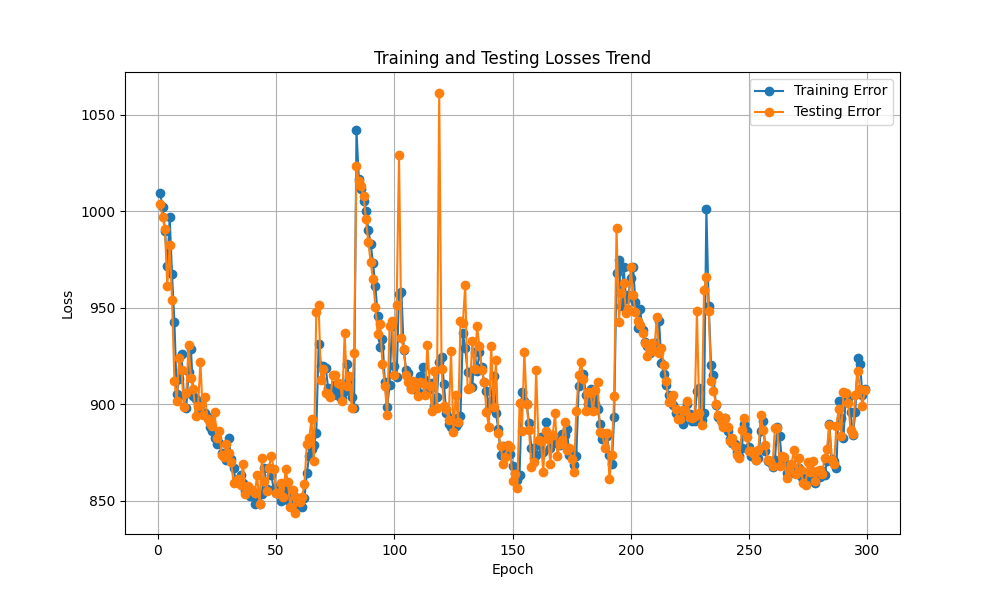 Training and Testing Losses Trend
Training Error
Testing Error
1050
1000
950
900
850
Loss
0 50 100 150 200 250 300
Epoch